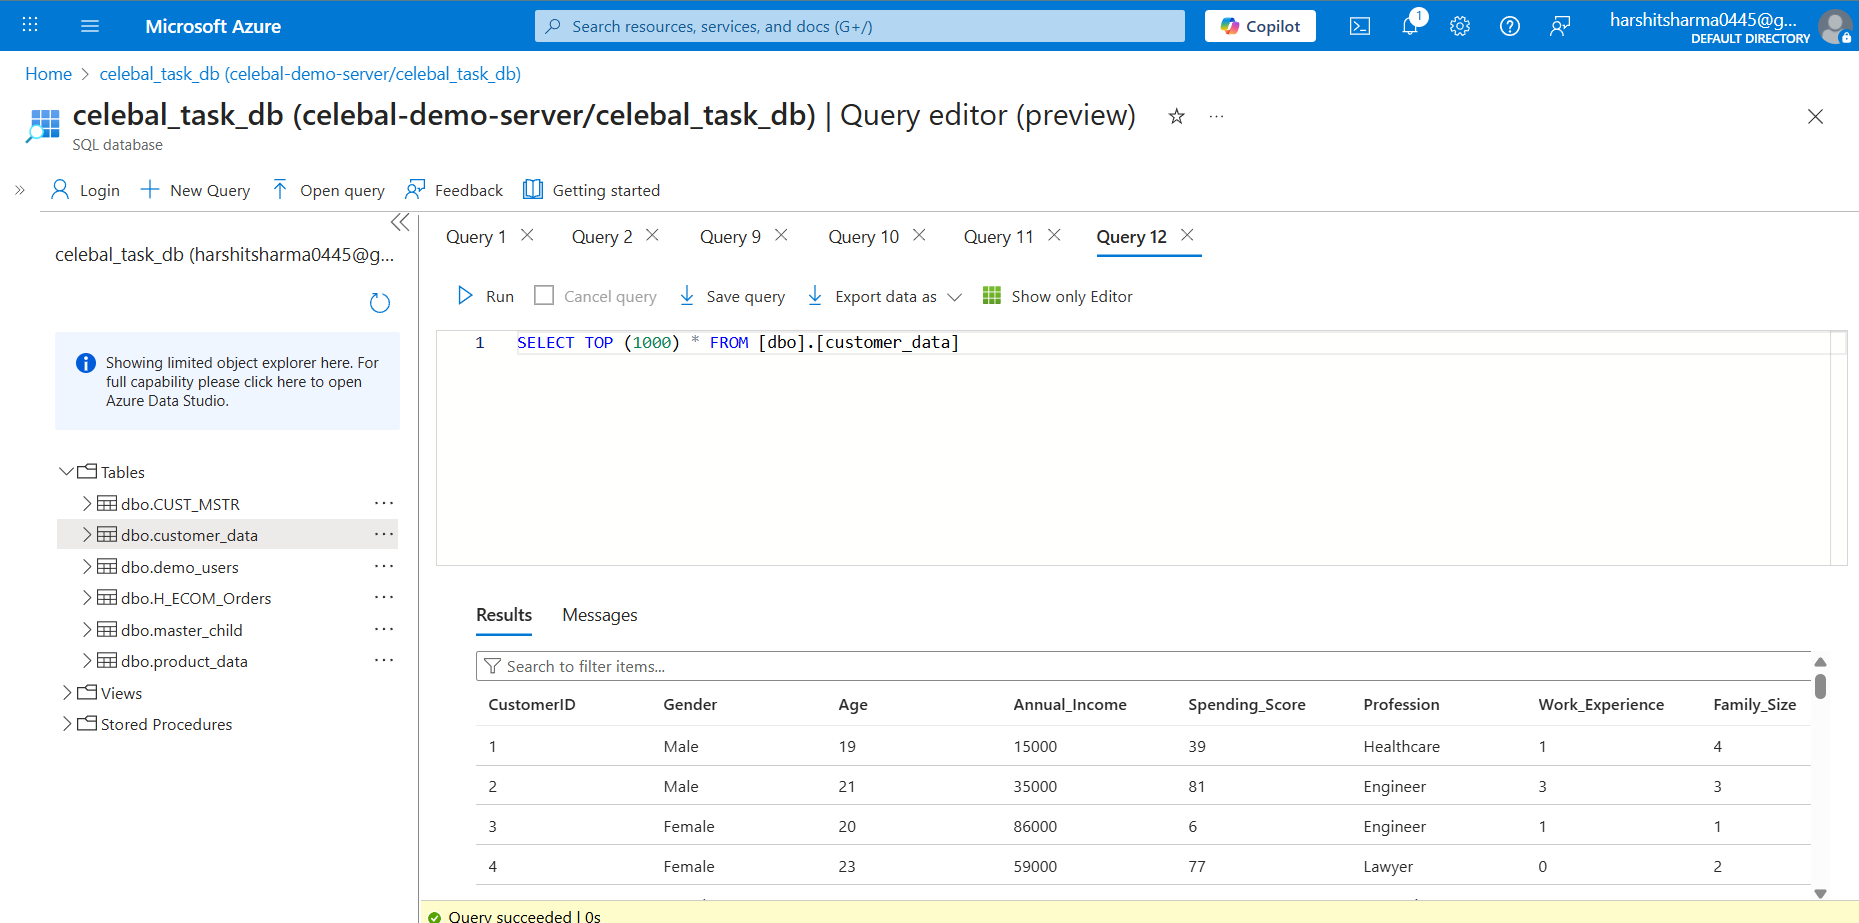 Microsoft Azure
Search resources, services, and docs (G+/)
Copilot
1
harshitsharma0445@g...
DEFAULT DIRECTORY
Home > celebal_task_db (celebal-demo-server/celebal_task_db)
celebal_task_db (celebal-demo-server/celebal_task_db) | Query editor (preview)
SQL database
Login
New Query
Open query
Feedback
Getting started
celebal_task_db (harshitsharma0445@g...
Showing limited object explorer here. For
full capability please click here to open
Azure Data Studio.
Tables
dbo.CUST_MSTR
dbo.customer_data
dbo.demo_users
dbo.H_ECOM_Orders
dbo.master_child
dbo.product_data
Views
Stored Procedures
Query 1 Query 2 Query 9 Query 10 Query 11 Query 12
Run Cancel query Save query Export data as Show only Editor
1 SELECT TOP (1000) * FROM [dbo].[customer_data]
Results Messages
Search to filter items...
CustomerID Gender Age Annual_Income Spending_Score Profession Work_Experience Family_Size
1 Male 19 15000 39 Healthcare 1 4
2 Male 21 35000 81 Engineer 3 3
3 Female 20 86000 6 Engineer 1 1
4 Female 23 59000 77 Lawyer 0 2
Query succeeded | 0s